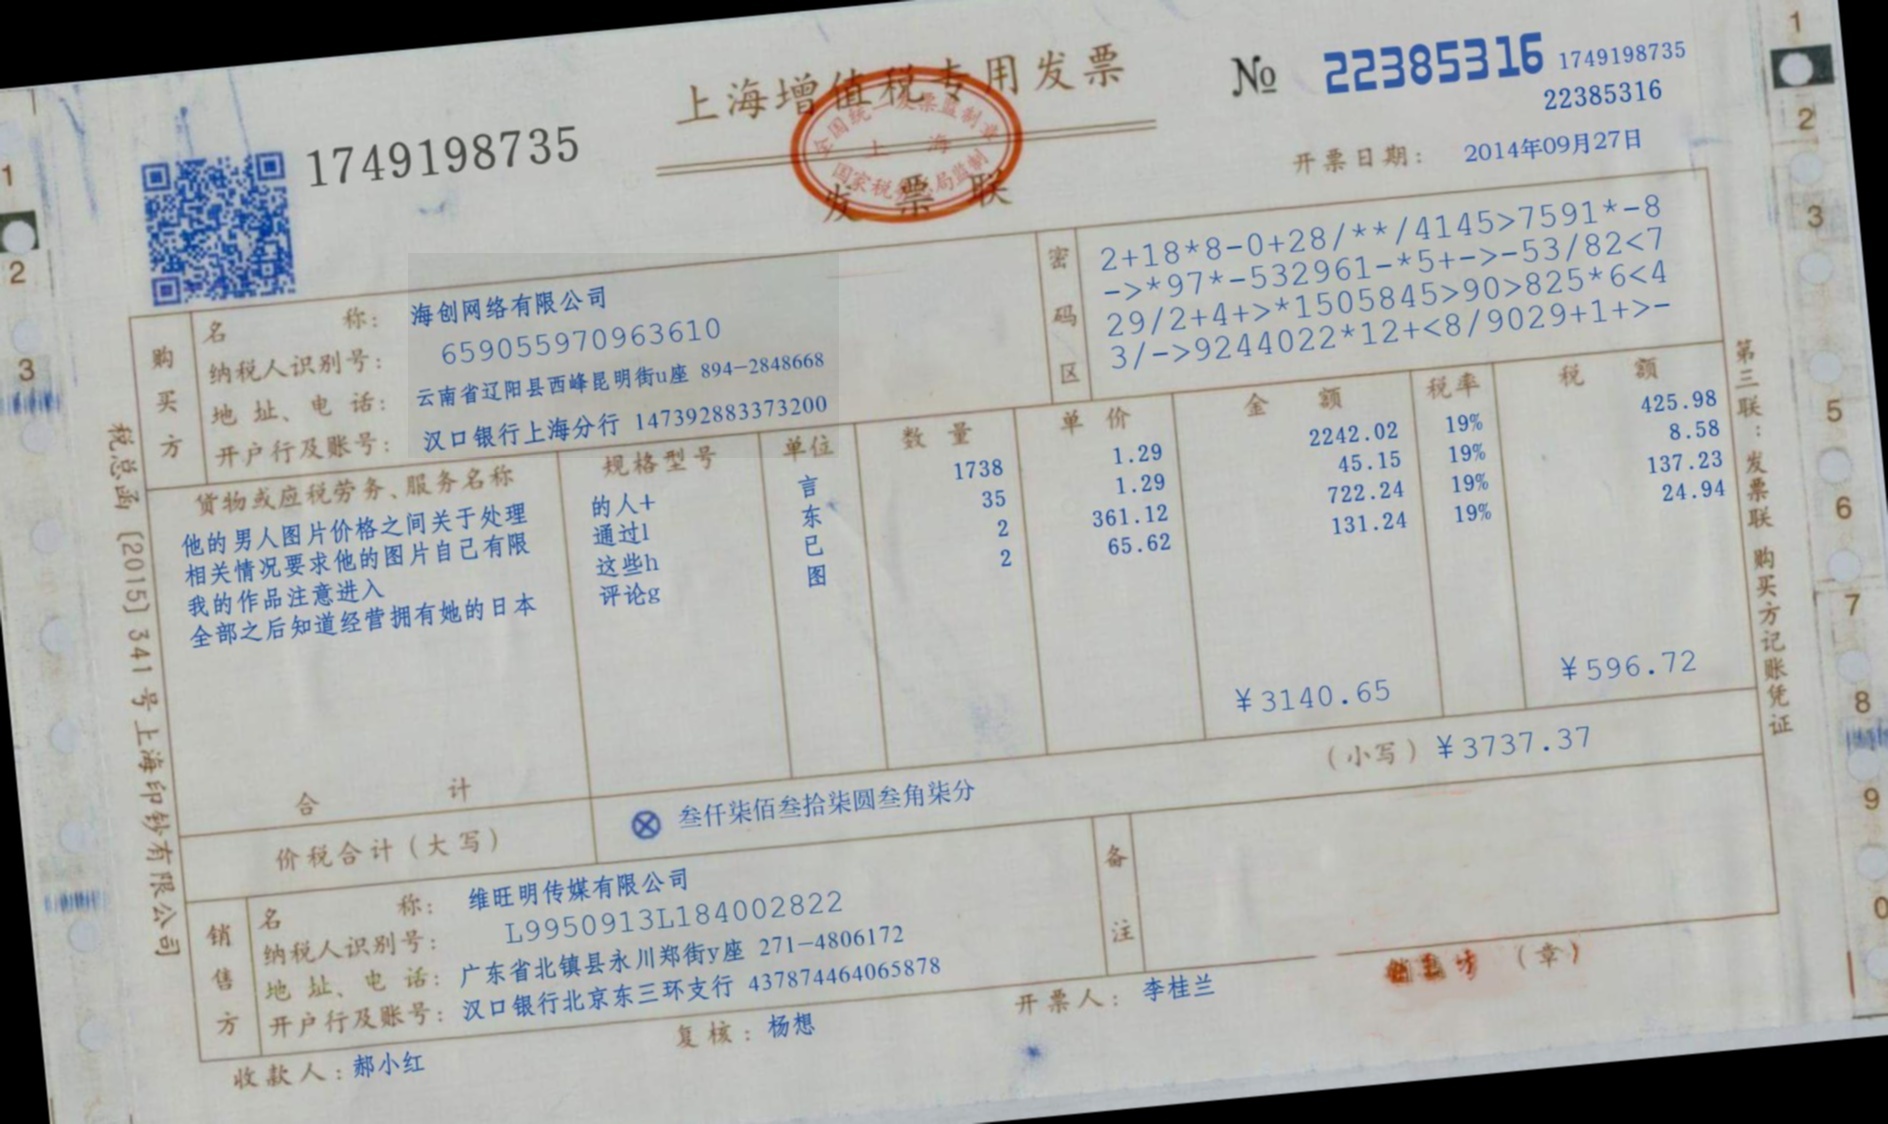 上海增值税专用发票
发票联
全国统一发票监制章
上海
国家税务局监制
1749198735
№ 22385316 1749198735
22385316
开票日期: 2014年09月27日
购买方
名称: 海创网络有限公司
纳税人识别号: 659055970963610
地址、电话: 云南省辽阳县西峰昆明街u座 894-2848668
开户行及账号: 汉口银行上海分行 147392883373200
密码区
2+18*8-0+28/**/4145>7591*-8
->*97*-532961-*5+->-53/82<7
29/2+4+>*1505845>90>825*6<4
3/->9244022*12+<8/9029+1+>-
货物或应税劳务、服务名称 规格型号 单位 数量 单价 金额 税率 税额
他的男人图片价格之间关于处理 的人+ 言 1738 1.29 2242.02 19% 425.98
相关情况要求他的图片自己有限 通过l 东 35 1.29 45.15 19% 8.58
我的作品注意进入 这些h 已 2 361.12 722.24 19% 137.23
全部之后知道经营拥有她的日本 评论g 图 2 65.62 131.24 19% 24.94
合计 ¥3140.65 ¥596.72
价税合计(大写) ⊗ 叁仟柒佰叁拾柒圆叁角柒分 (小写) ¥3737.37
销售方
名称: 维旺明传媒有限公司
纳税人识别号: L9950913L184002822
地址、电话: 广东省北镇县永川郑街y座 271-4806172
开户行及账号: 汉口银行北京东三环支行 437874464065878
备注
收款人: 郝小红 复核: 杨想 开票人: 李桂兰 (章)
税总函[2015]341号上海印钞有限公司
第三联:发票联 购买方记账凭证
1
2
3
1
2
3
5
6
7
8
9
0